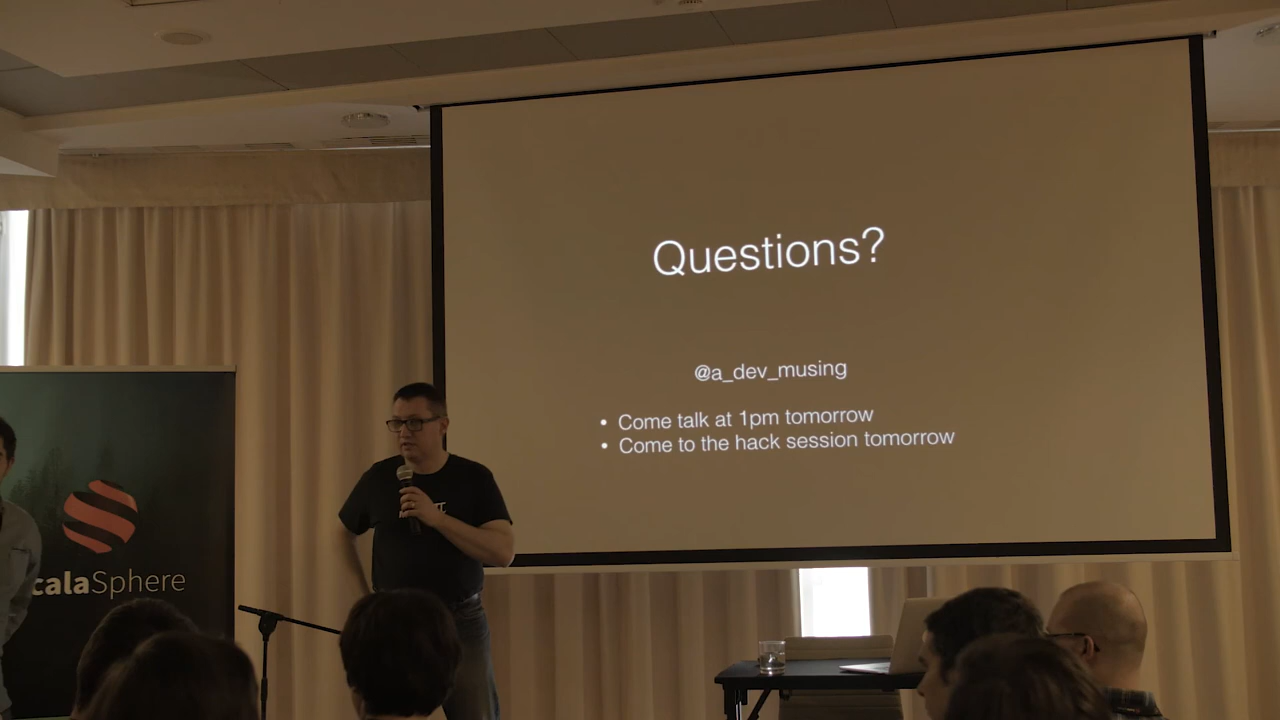 Questions?
@a_dev_musing
• Come talk at 1pm tomorrow
• Come to the hack session tomorrow
calaSphere